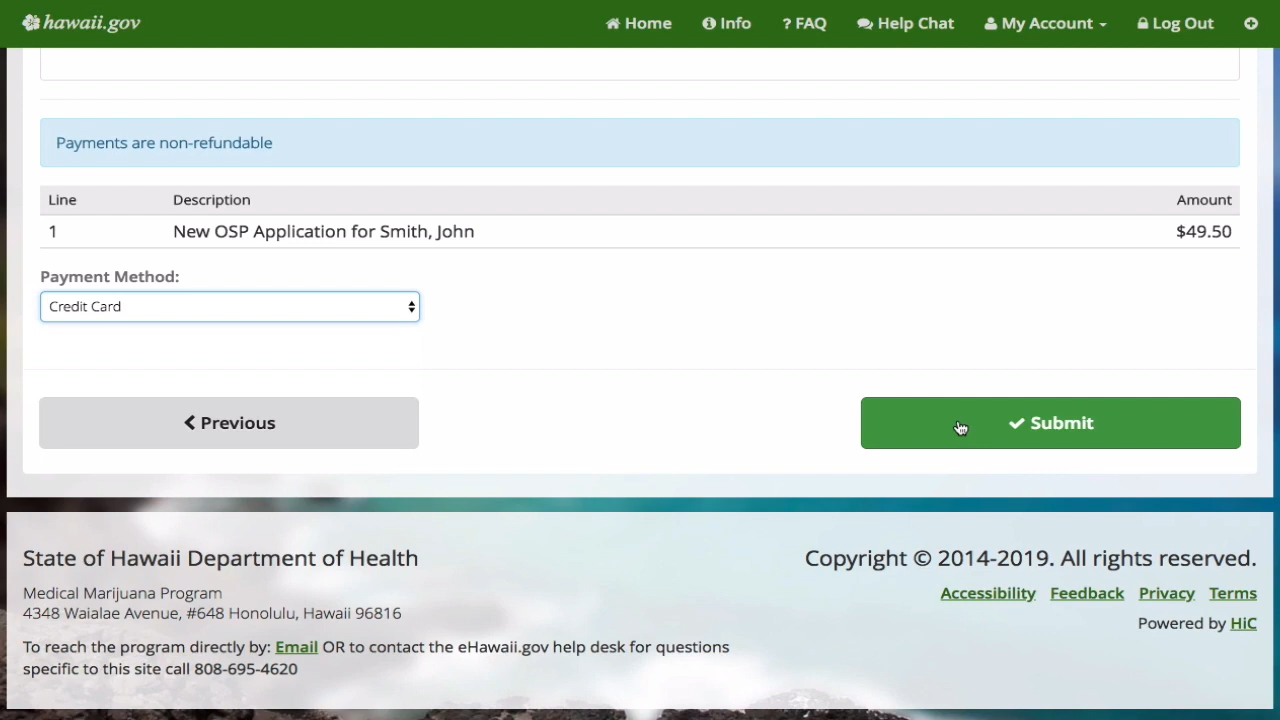 hawaii.gov Home Info ? FAQ Help Chat My Account Log Out
Payments are non-refundable
Line Description Amount
1 New OSP Application for Smith, John $49.50
Payment Method:
Credit Card
Previous Submit
State of Hawaii Department of Health
Medical Marijuana Program
4348 Waialae Avenue, #648 Honolulu, Hawaii 96816
To reach the program directly by: Email OR to contact the eHawaii.gov help desk for questions
specific to this site call 808-695-4620
Copyright © 2014-2019. All rights reserved.
Accessibility Feedback Privacy Terms
Powered by HiC